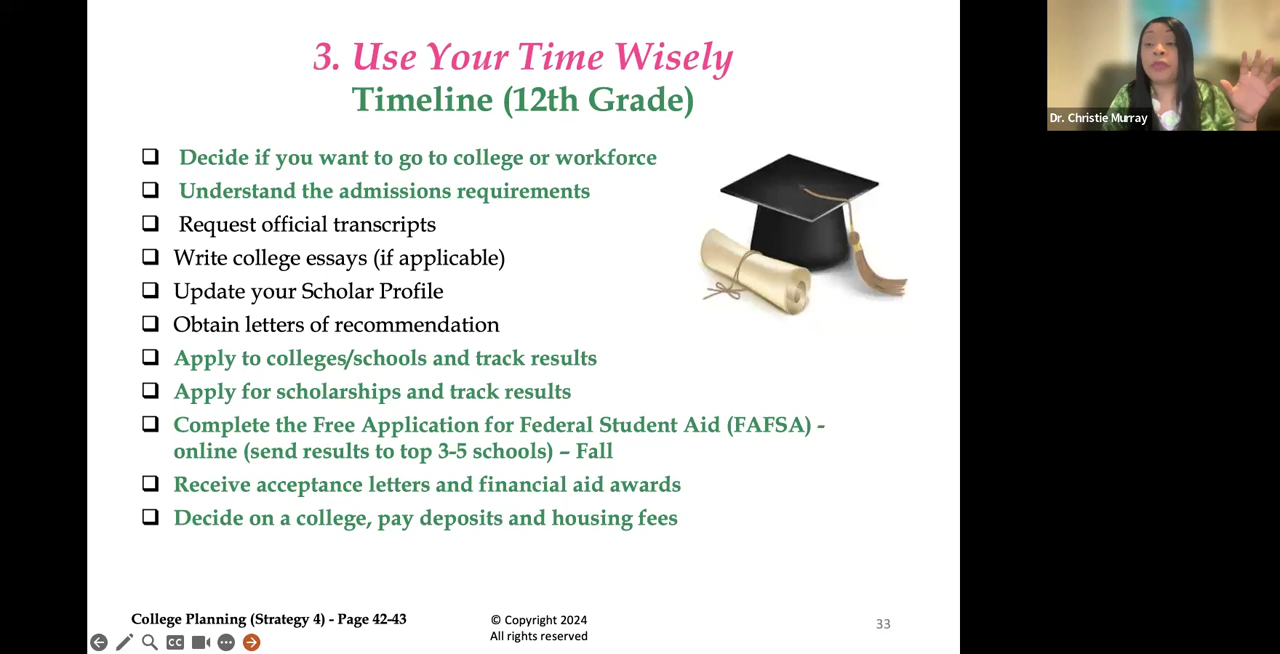 3. Use Your Time Wisely
Timeline (12th Grade)
Decide if you want to go to college or workforce
Understand the admissions requirements
Request official transcripts
Write college essays (if applicable)
Update your Scholar Profile
Obtain letters of recommendation
Apply to colleges/schools and track results
Apply for scholarships and track results
Complete the Free Application for Federal Student Aid (FAFSA) -
online (send results to top 3-5 schools) – Fall
Receive acceptance letters and financial aid awards
Decide on a college, pay deposits and housing fees
College Planning (Strategy 4) - Page 42-43
© Copyright 2024
All rights reserved
33
CC
Dr. Christie Murray